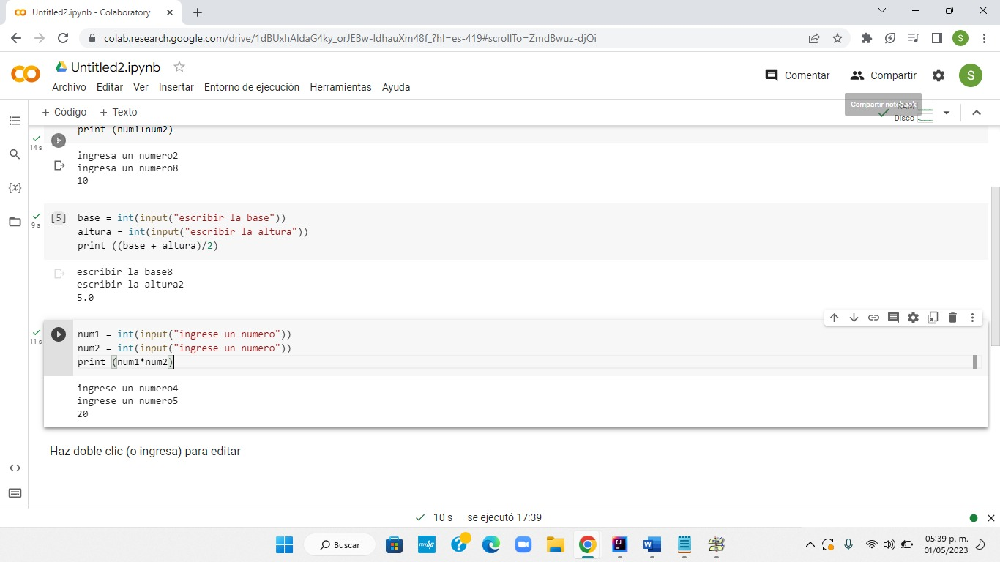 Untitled2.ipynb - Colaboratory
colab.research.google.com/drive/1dBUxhAldaG4ky_orJEBw-ldhauXm48f_?hl=es-419#scrollTo=ZmdBwuz-djQi
S
Untitled2.ipynb
Comentar
Compartir
S
Archivo Editar Ver Insertar Entorno de ejecución Herramientas Ayuda
Compartir notebook
+ Código + Texto
RAM
Disco
print (num1+num2)
14 s
ingresa un numero2
ingresa un numero8
10
{x}
[5] base = int(input("escribir la base"))
9 s
altura = int(input("escribir la altura"))
print ((base + altura)/2)
escribir la base8
escribir la altura2
5.0
num1 = int(input("ingrese un numero"))
11 s
num2 = int(input("ingrese un numero"))
print (num1*num2)
ingrese un numero4
ingrese un numero5
20
Haz doble clic (o ingresa) para editar
10 s se ejecutó 17:39
Buscar
myhp
IJ
W
05:39 p. m.
01/05/2023